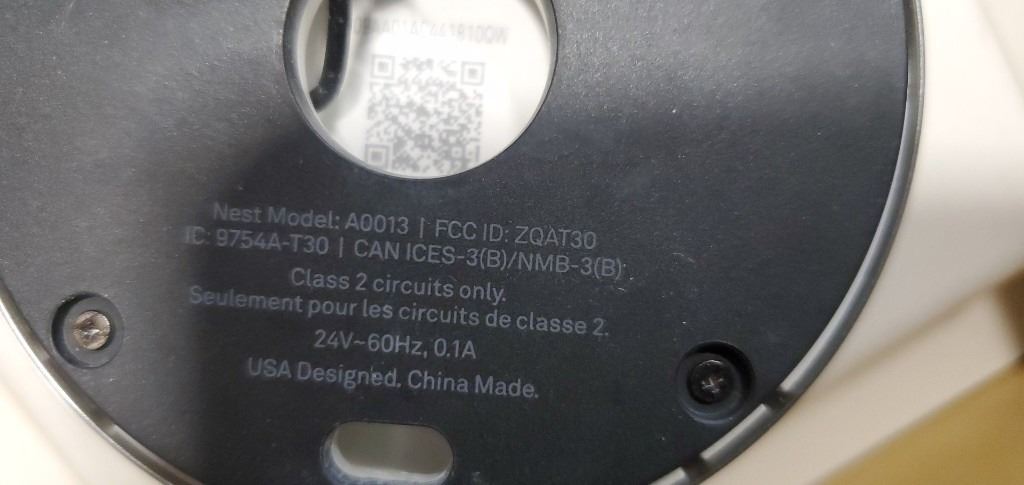 Nest Model: A0013 | FCC ID: ZQAT30
IC: 9754A-T30 | CAN ICES-3(B)/NMB-3(B)
Class 2 circuits only.
Seulement pour les circuits de classe 2.
24V~60Hz, 0.1A
USA Designed. China Made.